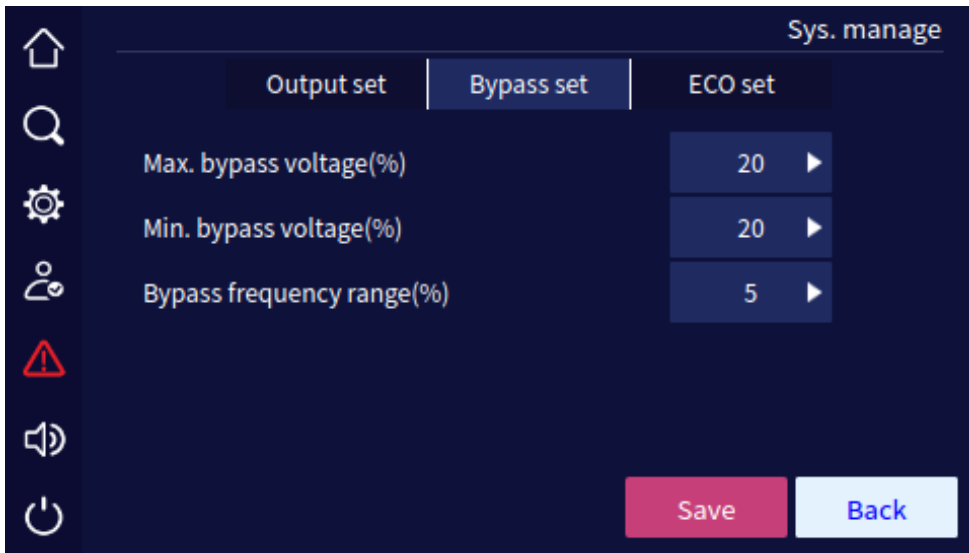 Sys. manage
Output set Bypass set ECO set
Max. bypass voltage(%) 20
Min. bypass voltage(%) 20
Bypass frequency range(%) 5
Save Back